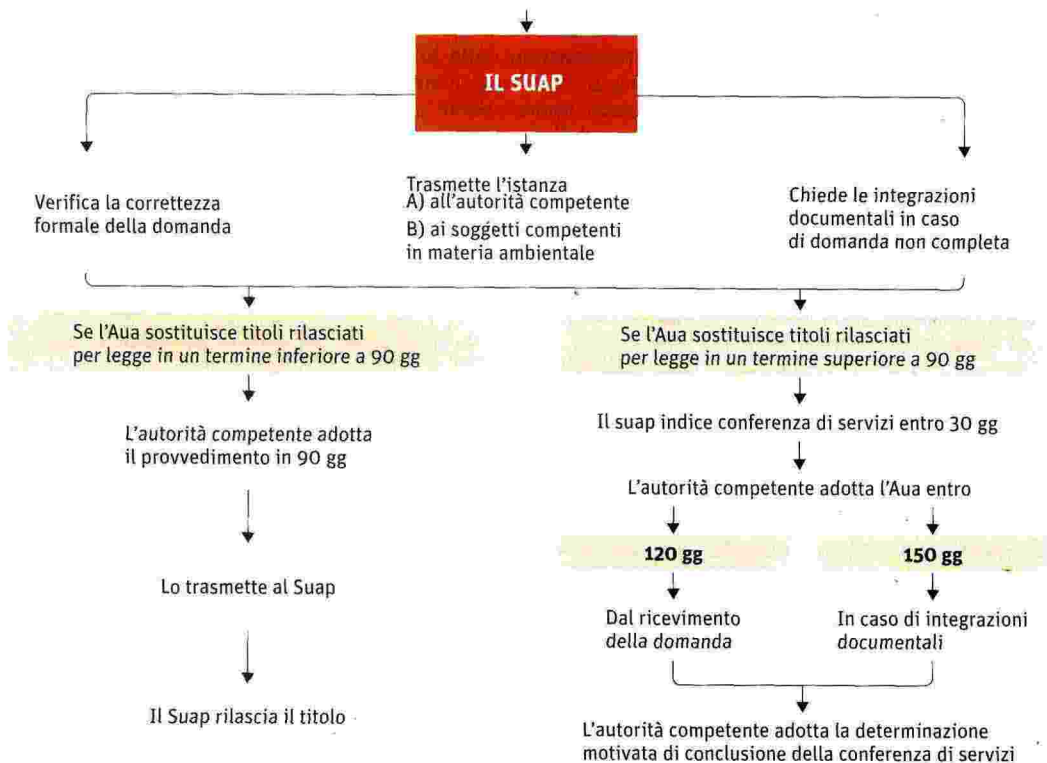 IL SUAP
Verifica la correttezza
formale della domanda
Trasmette l'istanza
A) all'autorità competente
B) ai soggetti competenti
in materia ambientale
Chiede le integrazioni
documentali in caso
di domanda non completa
Se l'Aua sostituisce titoli rilasciati
per legge in un termine inferiore a 90 gg
L'autorità competente adotta
il provvedimento in 90 gg
Lo trasmette al Suap
Il Suap rilascia il titolo
Se l'Aua sostituisce titoli rilasciati
per legge in un termine superiore a 90 gg
Il suap indice conferenza di servizi entro 30 gg
L'autorità competente adotta l'Aua entro
120 gg
150 gg
Dal ricevimento
della domanda
In caso di integrazioni
documentali
L'autorità competente adotta la determinazione
motivata di conclusione della conferenza di servizi